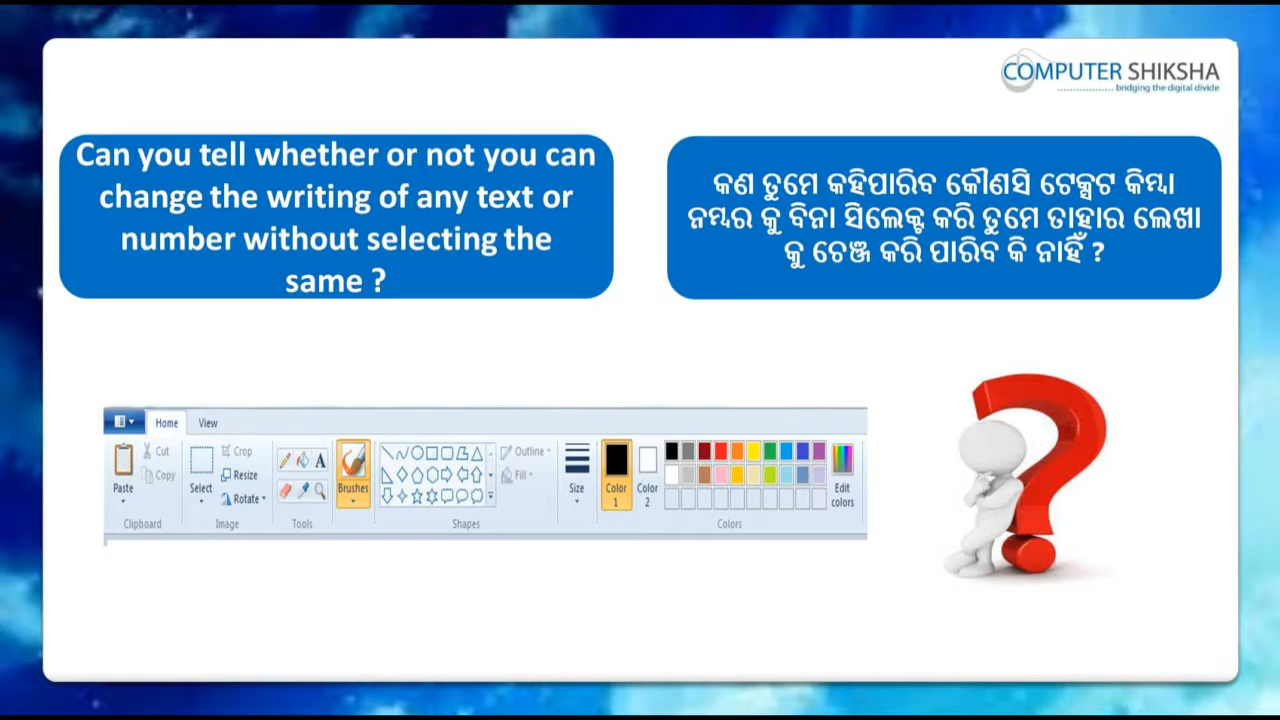 COMPUTER SHIKSHA
bridging the digital divide
Can you tell whether or not you can
change the writing of any text or
number without selecting the
same ?
କଣ ତୁମେ କହିପାରିବ କୌଣସି ଟେକ୍ସଟ କିମ୍ଵା
ନମ୍ଵର କୁ ବିନା ସିଲେକ୍ଟ କରି ତୁମେ ତାହାର ଲେଖା
କୁ ଚେଞ୍ଜ କରି ପାରିବ କି ନାହିଁ ?
Home View
Cut
Copy
Paste
Clipboard
Crop
Resize
Rotate
Select
Image
A
Tools
Brushes
Outline
Fill
Shapes
Size
Color
1
Color
2
Edit
colors
Colors